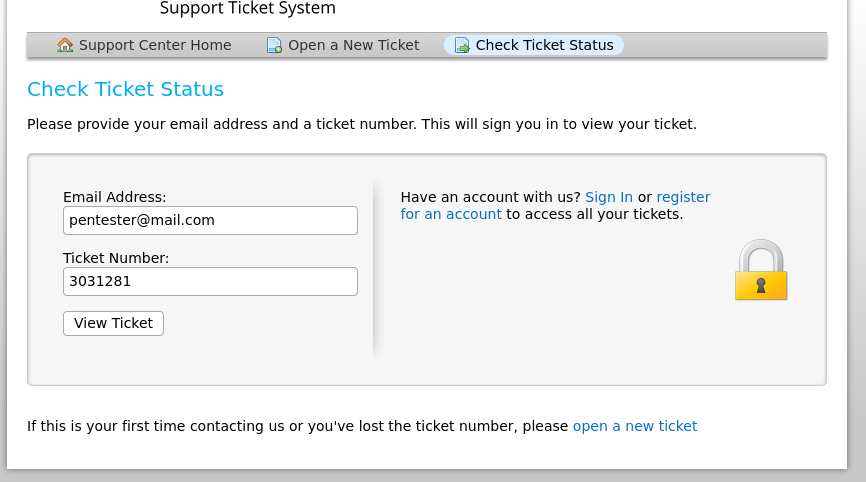 Support Ticket System
Support Center Home Open a New Ticket Check Ticket Status
Check Ticket Status
Please provide your email address and a ticket number. This will sign you in to view your ticket.
Email Address:
pentester@mail.com
Ticket Number:
3031281
View Ticket
Have an account with us? Sign In or register
for an account to access all your tickets.
If this is your first time contacting us or you've lost the ticket number, please open a new ticket